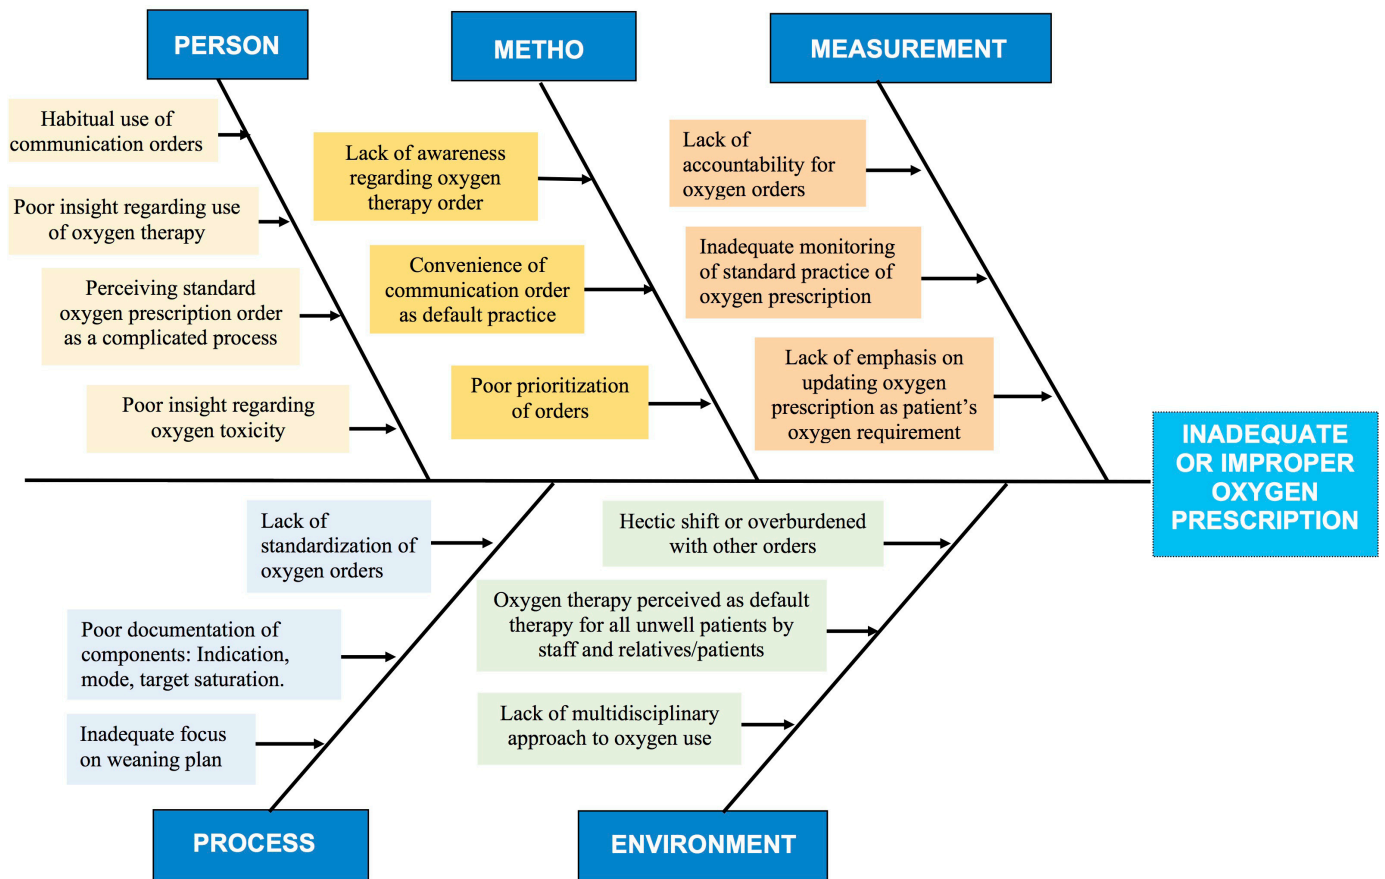 PERSON
METHO
MEASUREMENT
Habitual use of
communication orders
Poor insight regarding use
of oxygen therapy
Perceiving standard
oxygen prescription order
as a complicated process
Poor insight regarding
oxygen toxicity
Lack of awareness
regarding oxygen
therapy order
Convenience of
communication order
as default practice
Poor prioritization
of orders
Lack of
accountability for
oxygen orders
Inadequate monitoring
of standard practice of
oxygen prescription
Lack of emphasis on
updating oxygen
prescription as patient’s
oxygen requirement
INADEQUATE
OR IMPROPER
OXYGEN
PRESCRIPTION
Lack of
standardization of
oxygen orders
Poor documentation of
components: Indication,
mode, target saturation.
Inadequate focus
on weaning plan
Hectic shift or overburdened
with other orders
Oxygen therapy perceived as default
therapy for all unwell patients by
staff and relatives/patients
Lack of multidisciplinary
approach to oxygen use
PROCESS
ENVIRONMENT